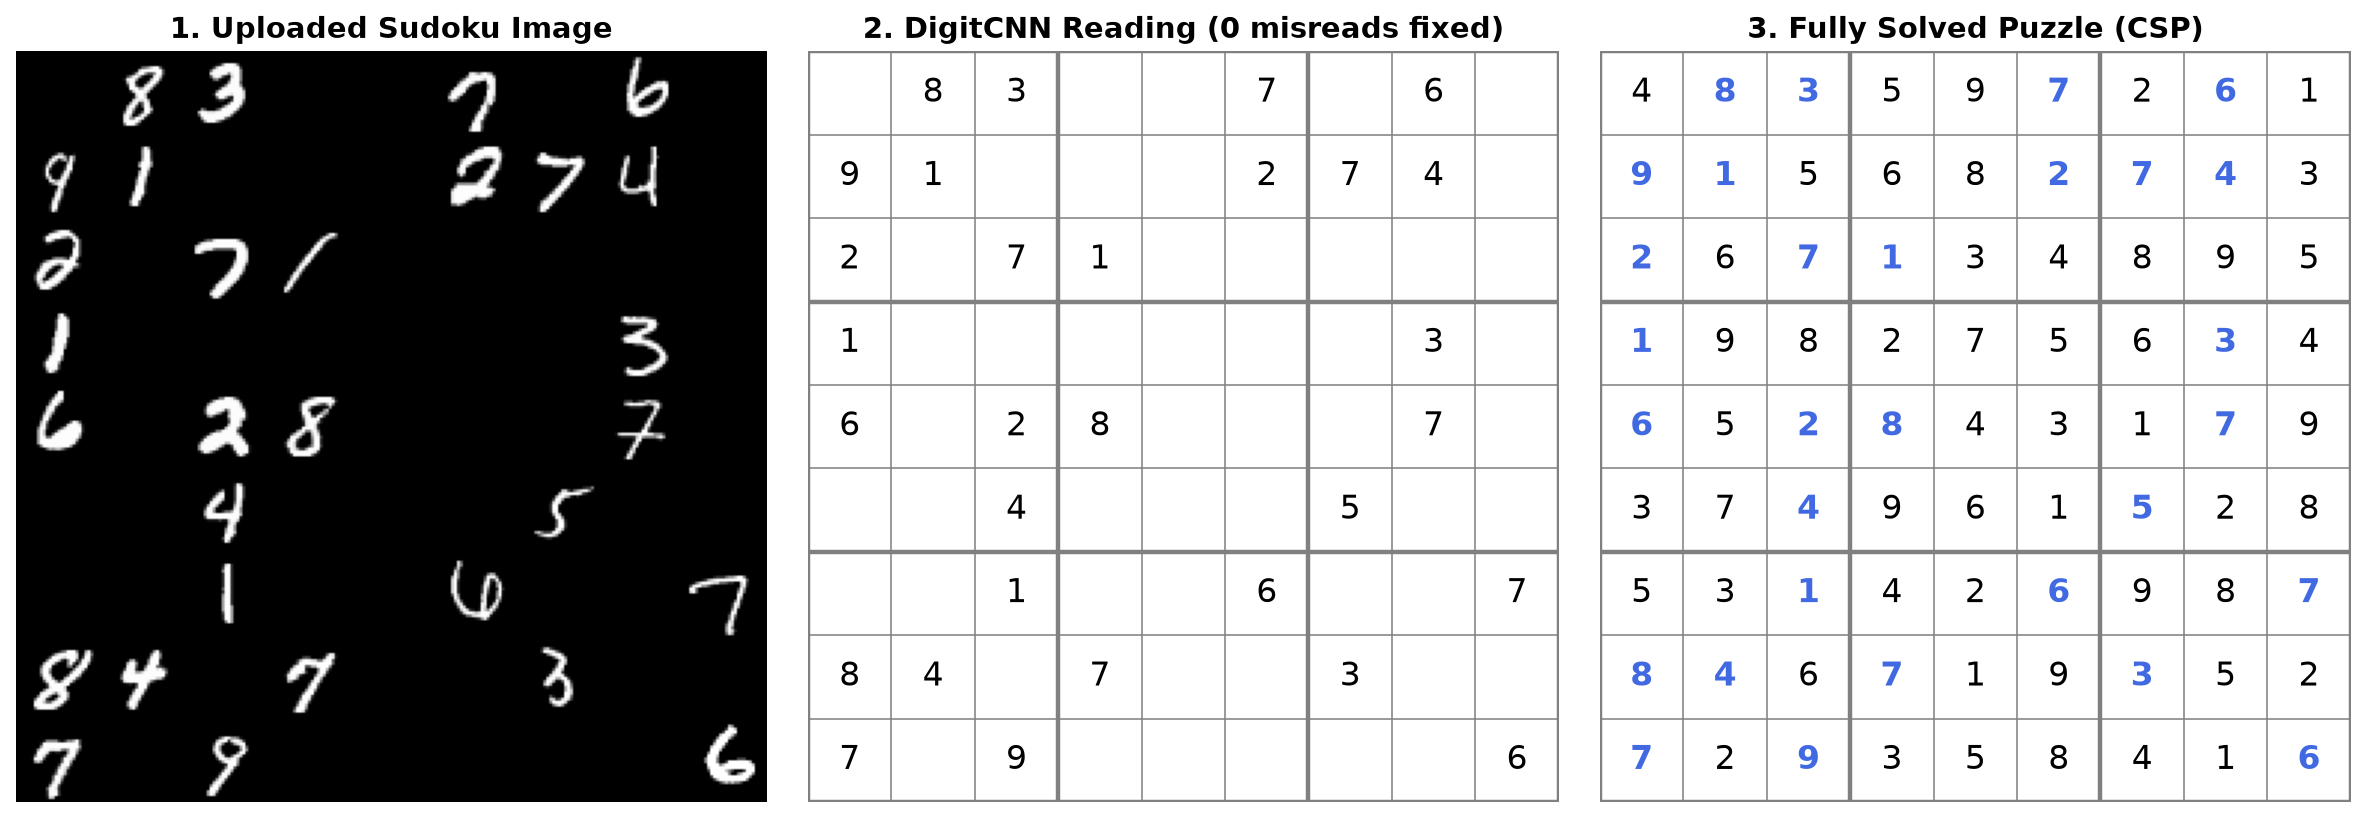 1. Uploaded Sudoku Image
8 3 7 6
9 1 2 7 4
2 7 1
1 3
6 2 8 7
4 5
1 6 7
8 4 7 3
7 9 6
2. DigitCNN Reading (0 misreads fixed)
8 3 7 6
9 1 2 7 4
2 7 1
1 3
6 2 8 7
4 5
1 6 7
8 4 7 3
7 9 6
3. Fully Solved Puzzle (CSP)
4 8 3 5 9 7 2 6 1
9 1 5 6 8 2 7 4 3
2 6 7 1 3 4 8 9 5
1 9 8 2 7 5 6 3 4
6 5 2 8 4 3 1 7 9
3 7 4 9 6 1 5 2 8
5 3 1 4 2 6 9 8 7
8 4 6 7 1 9 3 5 2
7 2 9 3 5 8 4 1 6